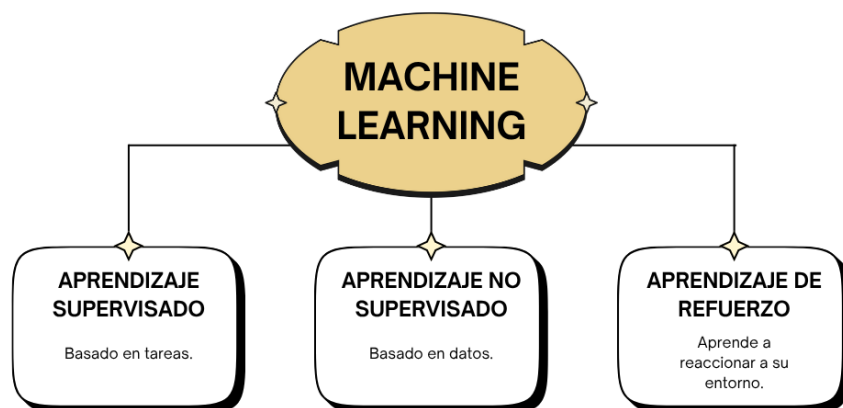 MACHINE
LEARNING
APRENDIZAJE
SUPERVISADO
Basado en tareas.
APRENDIZAJE NO
SUPERVISADO
Basado en datos.
APRENDIZAJE DE
REFUERZO
Aprende a
reaccionar a su
entorno.